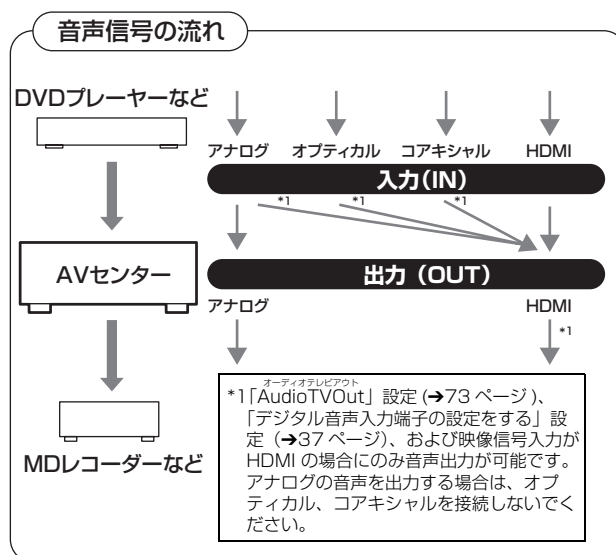 音声信号の流れ
DVDプレーヤーなど
アナログ オプティカル コアキシャル HDMI
入力(IN)
*1 *1 *1
AVセンター
出力(OUT)
アナログ HDMI
*1
MDレコーダーなど
オーディオテレビアウト
*1「AudioTVOut」設定(➔73 ページ)、
「デジタル音声入力端子の設定をする」設
定(➔37 ページ)、および映像信号入力が
HDMI の場合にのみ音声出力が可能です。
アナログの音声を出力する場合は、オプ
ティカル、コアキシャルを接続しないでく
ださい。